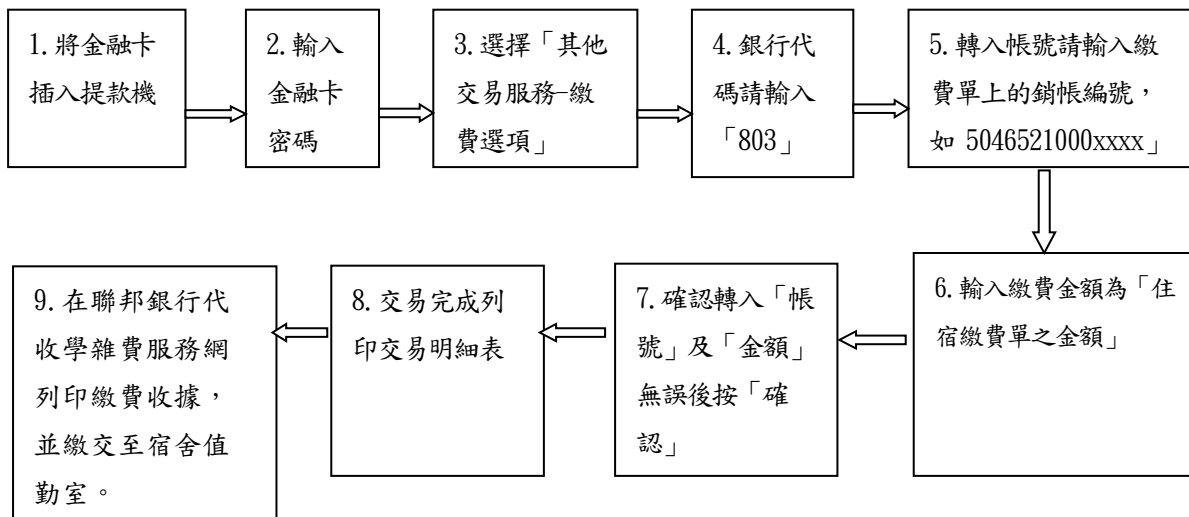 1.將金融卡
插入提款機
2.輸入
金融卡
密碼
3.選擇「其他
交易服務-繳
費選項」
4.銀行代
碼請輸入
「803」
5.轉入帳號請輸入繳
費單上的銷帳編號，
如 5046521000xxxx」
6.輸入繳費金額為「住
宿繳費單之金額」
7.確認轉入「帳
號」及「金額」
無誤後按「確
認」
8.交易完成列
印交易明細表
9.在聯邦銀行代
收學雜費服務網
列印繳費收據，
並繳交至宿舍值
勤室。